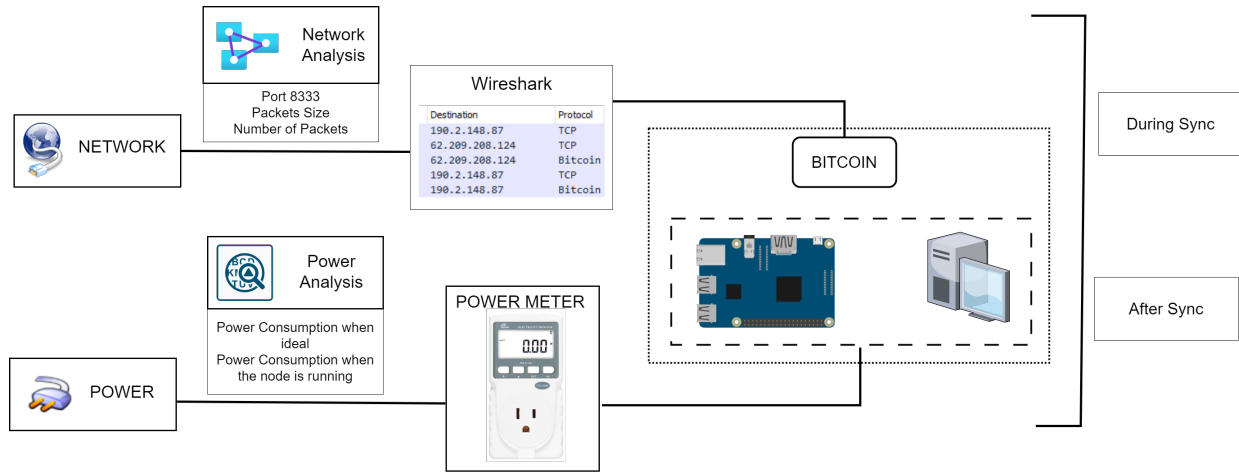 Network
Analysis
Port 8333
Packets Size
Number of Packets
NETWORK
Wireshark
Destination Protocol
190.2.148.87 TCP
62.209.208.124 TCP
62.209.208.124 Bitcoin
190.2.148.87 TCP
190.2.148.87 Bitcoin
BITCOIN
During Sync
Power
Analysis
Power Consumption when
ideal
Power Consumption when
the node is running
POWER
POWER METER
0.00
After Sync